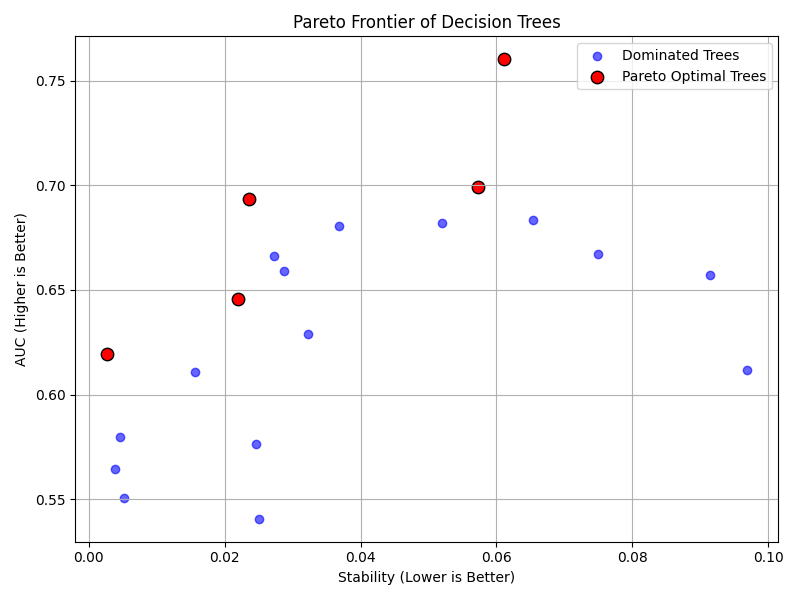 Pareto Frontier of Decision Trees
Dominated Trees
Pareto Optimal Trees
AUC (Higher is Better)
0.75
0.70
0.65
0.60
0.55
0.00 0.02 0.04 0.06 0.08 0.10
Stability (Lower is Better)